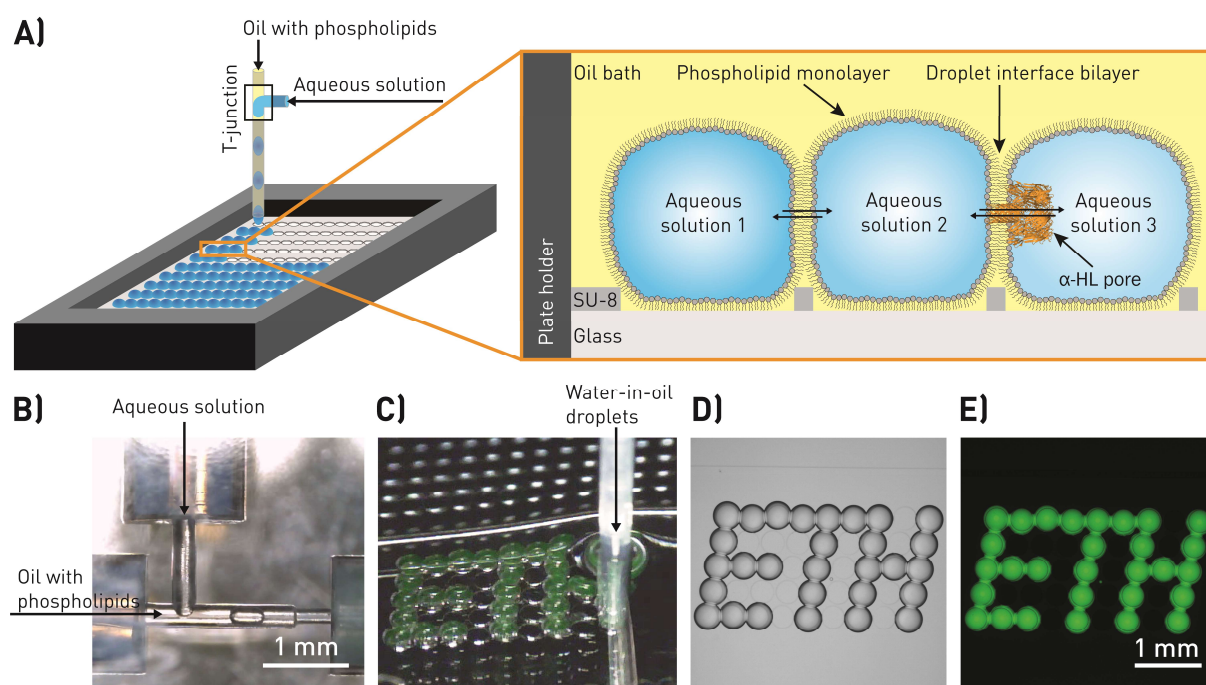 A)
Oil with phospholipids
Aqueous solution
T-junction
Plate holder
Oil bath
Phospholipid monolayer
Droplet interface bilayer
Aqueous
solution 1
Aqueous
solution 2
Aqueous
solution 3
α-HL pore
SU-8
Glass
B)
Aqueous solution
Oil with
phospholipids
1 mm
C)
Water-in-oil
droplets
D)
ETH
E)
ETH
1 mm